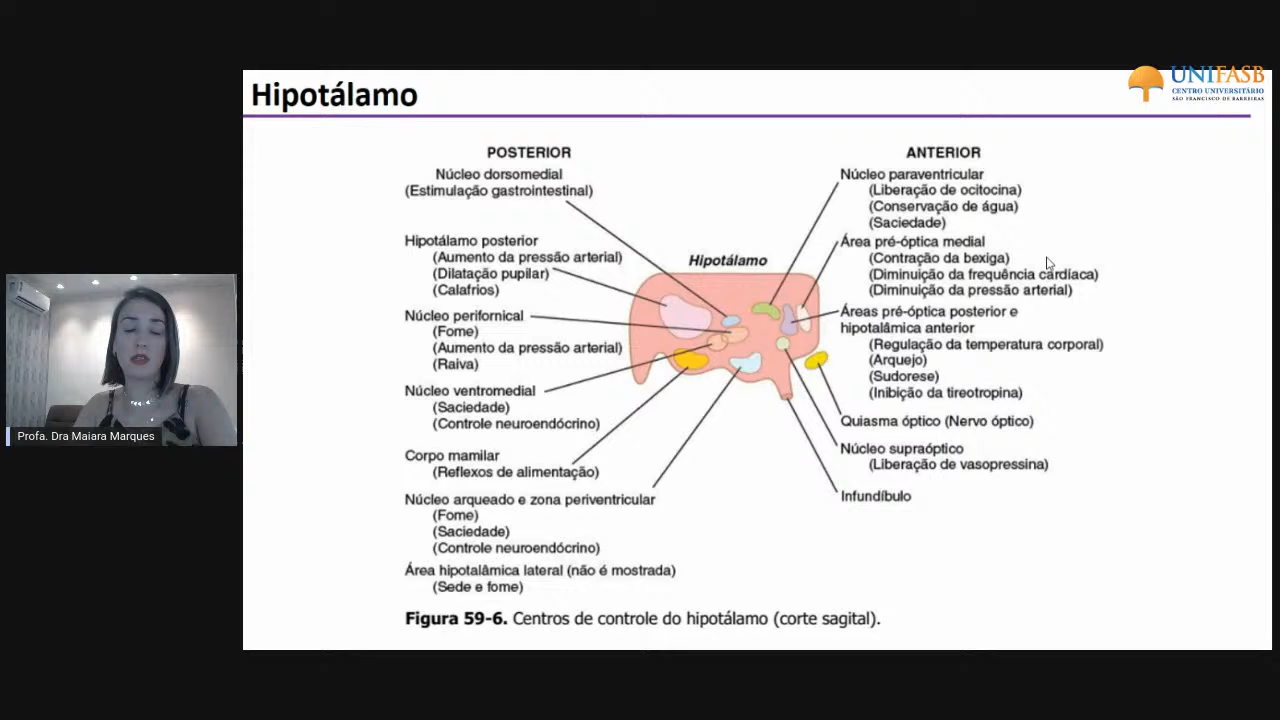 Hipotálamo
UNIFASB
CENTRO UNIVERSITÁRIO
SÃO FRANCISCO DE BARREIRAS
POSTERIOR
Núcleo dorsomedial
(Estimulação gastrointestinal)
Hipotálamo posterior
(Aumento da pressão arterial)
(Dilatação pupilar)
(Calafrios)
Núcleo perifornical
(Fome)
(Aumento da pressão arterial)
(Raiva)
Núcleo ventromedial
(Saciedade)
(Controle neuroendócrino)
Corpo mamilar
(Reflexos de alimentação)
Núcleo arqueado e zona periventricular
(Fome)
(Saciedade)
(Controle neuroendócrino)
Área hipotalâmica lateral (não é mostrada)
(Sede e fome)
Hipotálamo
ANTERIOR
Núcleo paraventricular
(Liberação de ocitocina)
(Conservação de água)
(Saciedade)
Área pré-óptica medial
(Contração da bexiga)
(Diminuição da frequência cardíaca)
(Diminuição da pressão arterial)
Áreas pré-óptica posterior e
hipotalâmica anterior
(Regulação da temperatura corporal)
(Arquejo)
(Sudorese)
(Inibição da tireotropina)
Quiasma óptico (Nervo óptico)
Núcleo supraóptico
(Liberação de vasopressina)
Infundíbulo
Figura 59-6. Centros de controle do hipotálamo (corte sagital).
Profa. Dra Maiara Marques